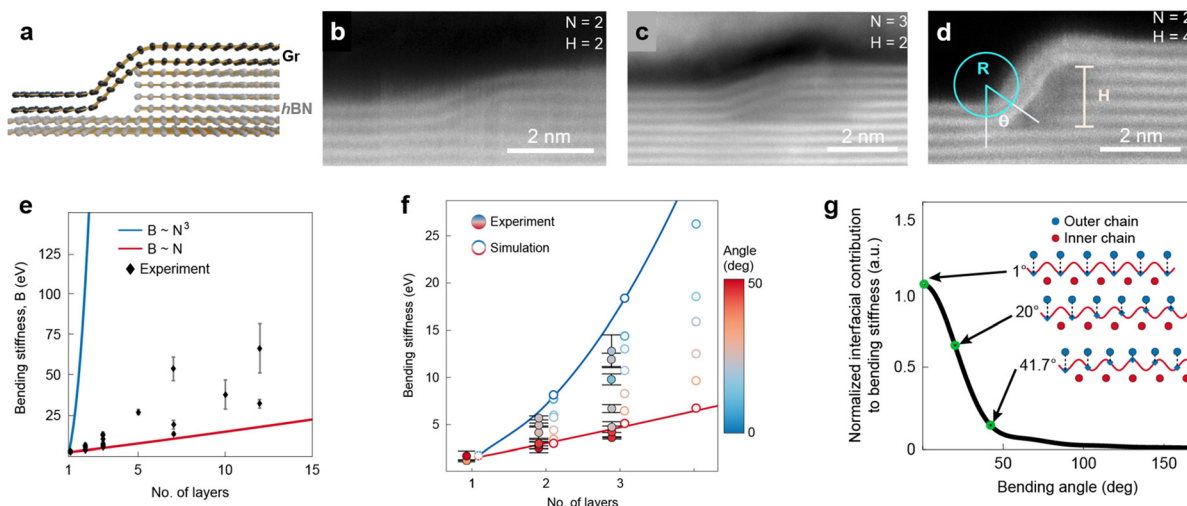 a
Gr
hBN
b
N = 2
H = 2
2 nm
c
N = 3
H = 2
2 nm
d
N = 2
H = 4
R
θ
H
2 nm
e
Bending stiffness, B (eV)
125
100
75
50
25
1
5
10
15
No. of layers
B ~ N³
B ~ N
Experiment
f
Bending stiffness (eV)
25
20
15
10
5
0
1
2
3
No. of layers
Experiment
Simulation
Angle
(deg)
50
0
g
Normalized interfacial contribution
to bending stiffness (a.u.)
1.5
1.0
0.5
0
50
100
150
Bending angle (deg)
Outer chain
Inner chain
1°
20°
41.7°